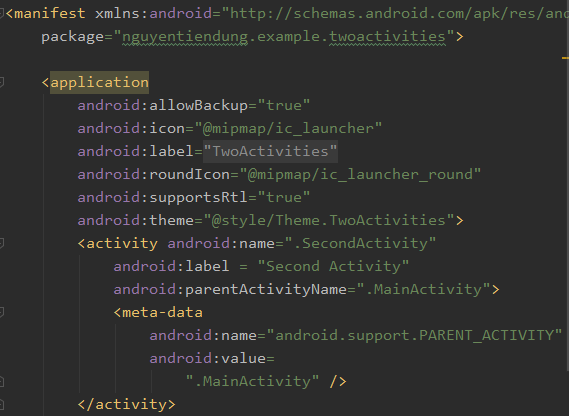 <manifest xmlns:android="http://schemas.android.com/apk/res/and
package="nguyentiendung.example.twoactivities">
<application
android:allowBackup="true"
android:icon="@mipmap/ic_launcher"
android:label="TwoActivities"
android:roundIcon="@mipmap/ic_launcher_round"
android:supportsRtl="true"
android:theme="@style/Theme.TwoActivities">
<activity android:name=".SecondActivity"
android:label = "Second Activity"
android:parentActivityName=".MainActivity">
<meta-data
android:name="android.support.PARENT_ACTIVITY"
android:value=
".MainActivity" />
</activity>